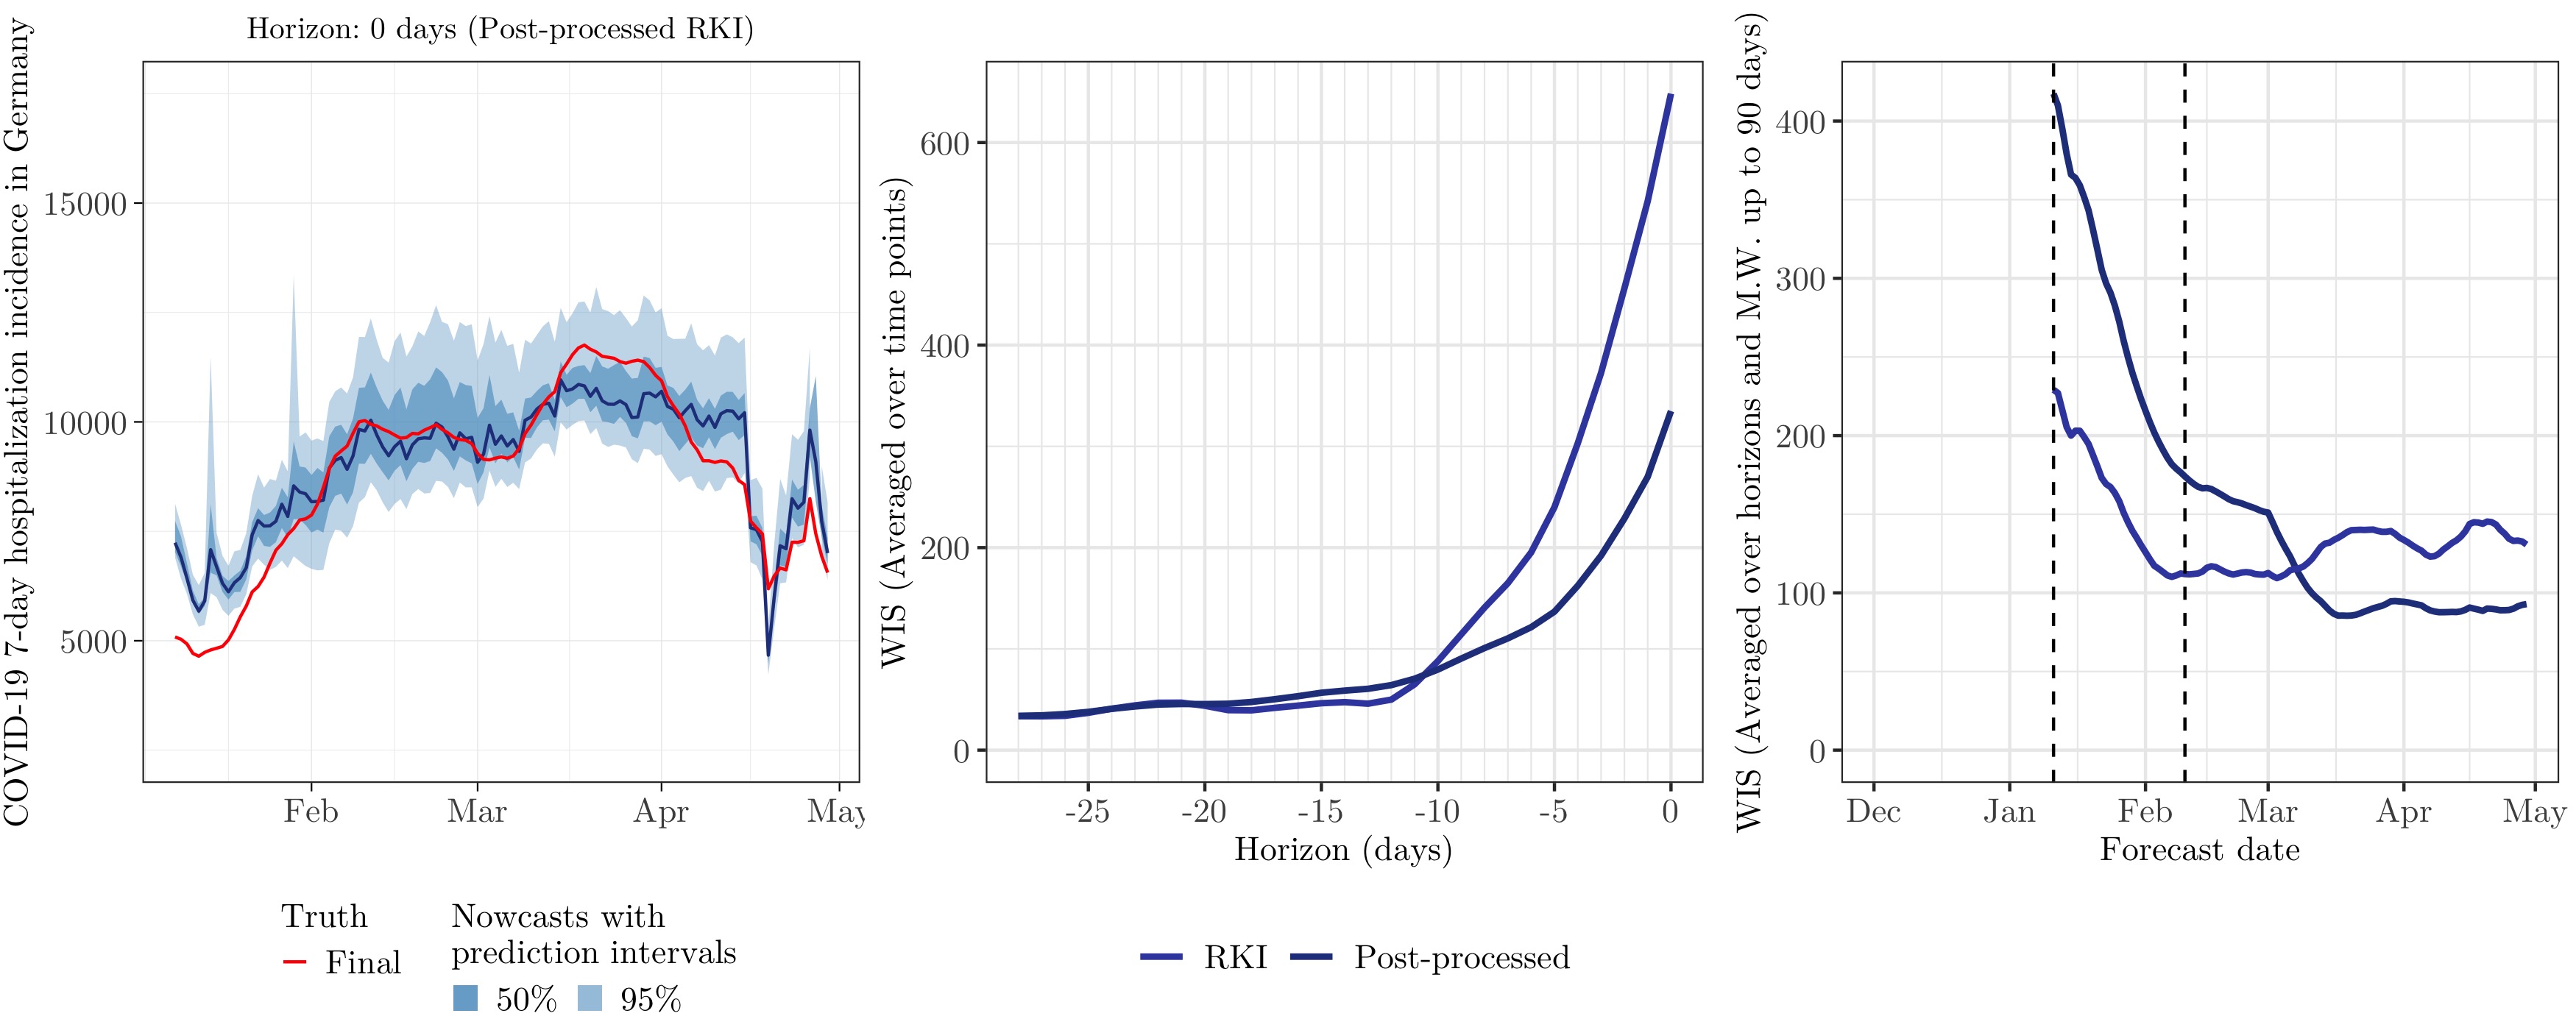 Horizon: 0 days (Post-processed RKI)
COVID-19 7-day hospitalization incidence in Germany
15000
10000
5000
Feb Mar Apr May
Truth
Final
Nowcasts with
prediction intervals
50% 95%
WIS (Averaged over time points)
600
400
200
0
-25 -20 -15 -10 -5 0
Horizon (days)
RKI Post-processed
WIS (Averaged over horizons and M.W. up to 90 days)
400
300
200
100
0
Dec Jan Feb Mar Apr May
Forecast date